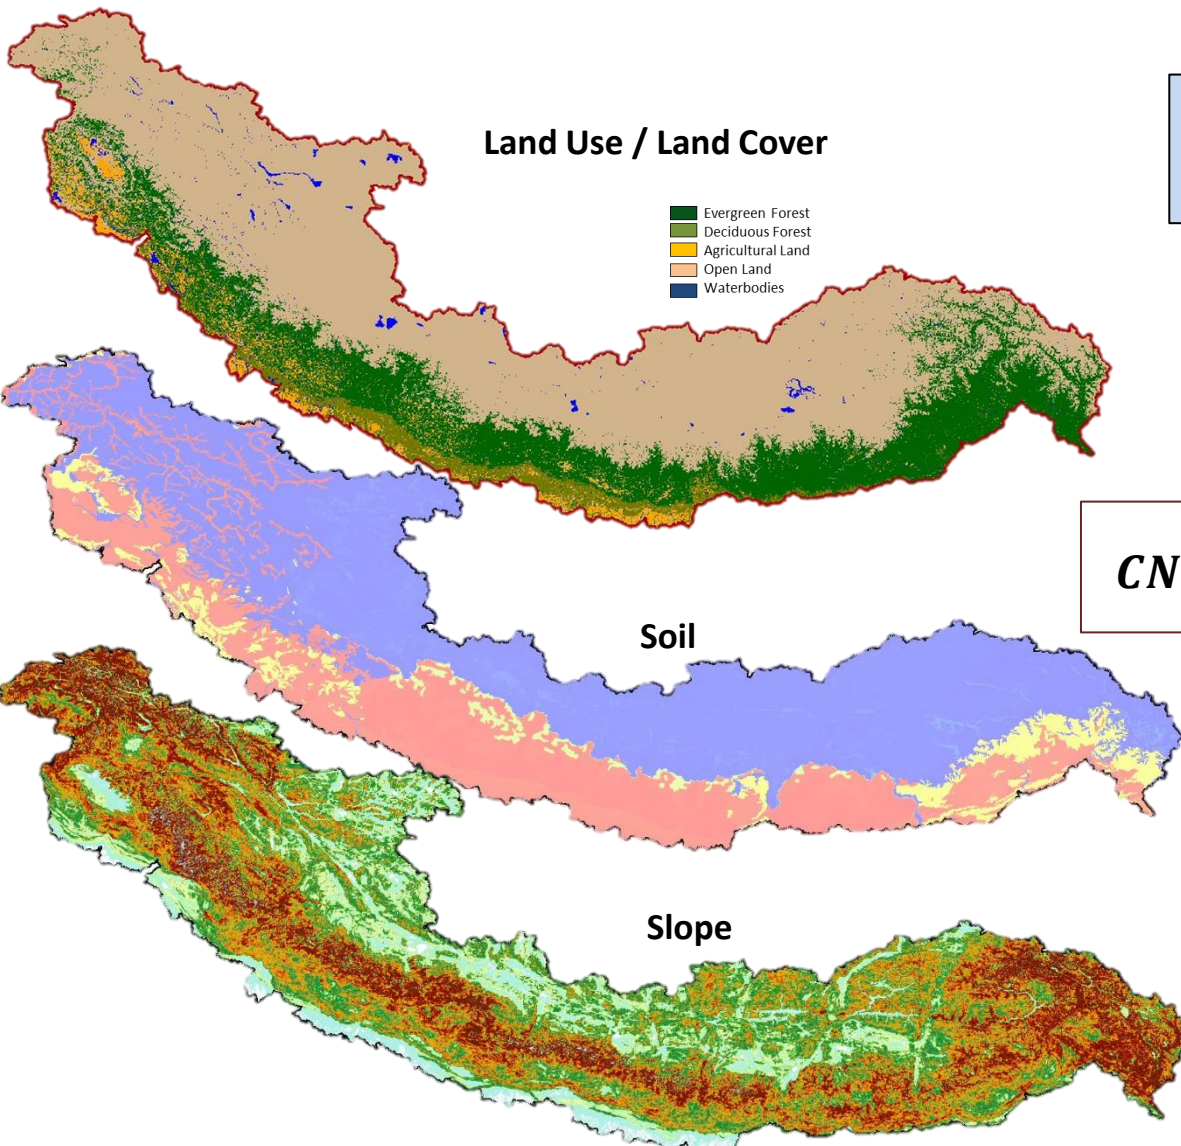 Land Use / Land Cover
Evergreen Forest
Deciduous Forest
Agricultural Land
Open Land
Waterbodies
CN
Soil
Slope